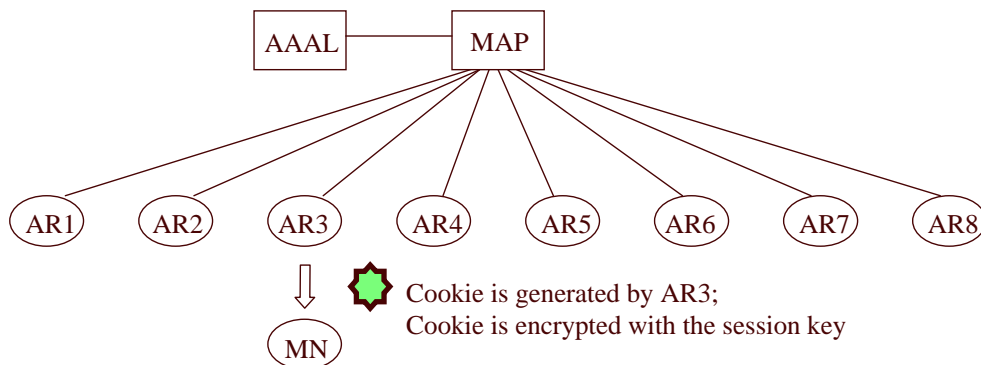 AAAL MAP
AR1 AR2 AR3 AR4 AR5 AR6 AR7 AR8
Cookie is generated by AR3;
Cookie is encrypted with the session key
MN